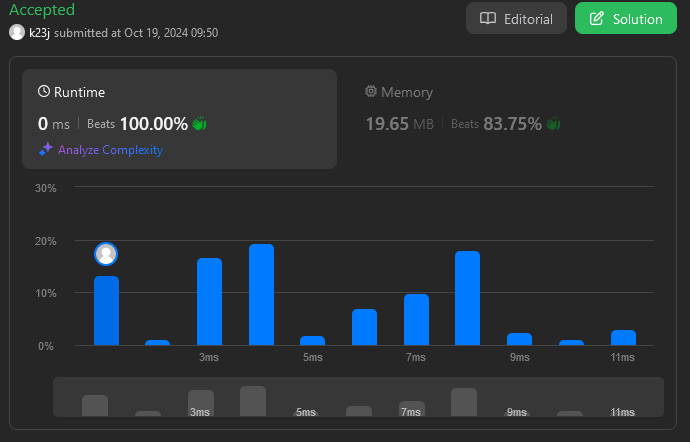 Accepted
k23j submitted at Oct 19, 2024 09:50
Editorial
Solution
Runtime
0 ms | Beats 100.00%
Analyze Complexity
Memory
19.65 MB | Beats 83.75%
30%
20%
10%
0%
3ms 5ms 7ms 9ms 11ms
3ms 5ms 7ms 9ms 11ms